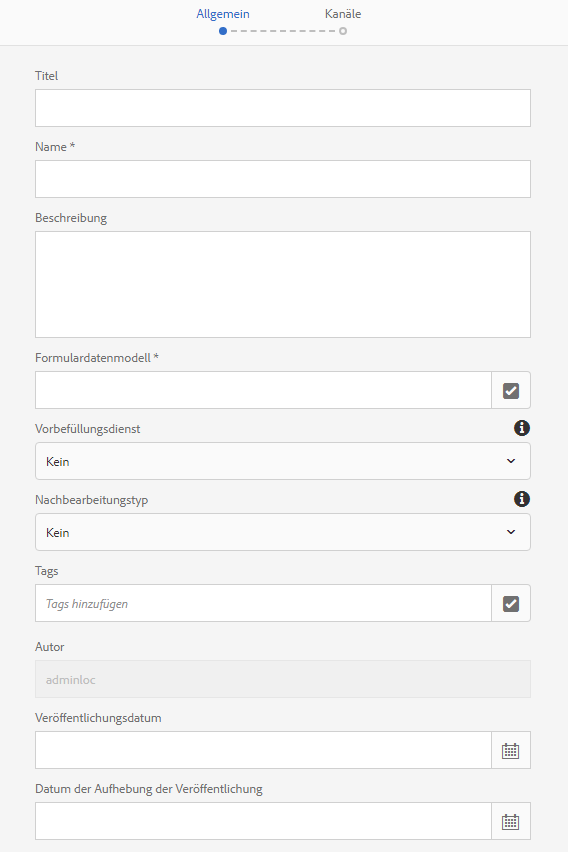 Allgemein Kanäle
Titel
Name *
Beschreibung
Formulardatenmodell *
Vorbefüllungsdienst
Kein
Nachbearbeitungstyp
Kein
Tags
Tags hinzufügen
Autor
adminloc
Veröffentlichungsdatum
Datum der Aufhebung der Veröffentlichung